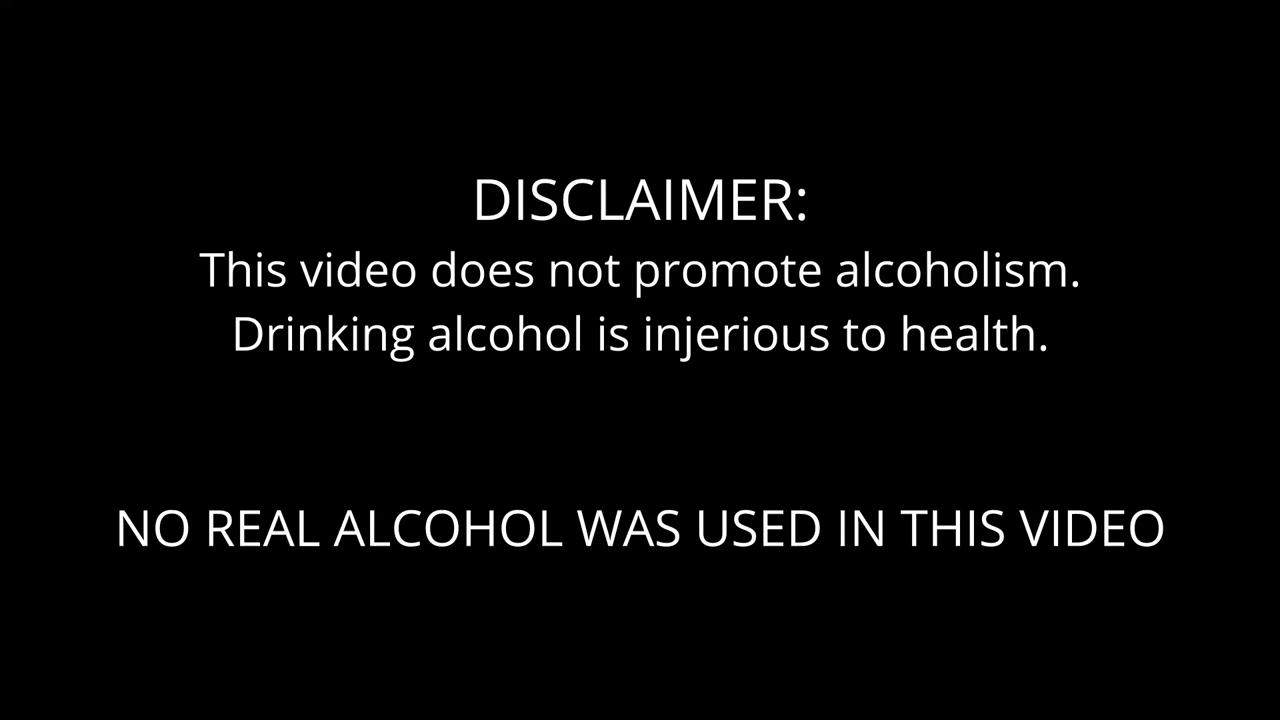 DISCLAIMER:
This video does not promote alcoholism.
Drinking alcohol is injerious to health.
NO REAL ALCOHOL WAS USED IN THIS VIDEO